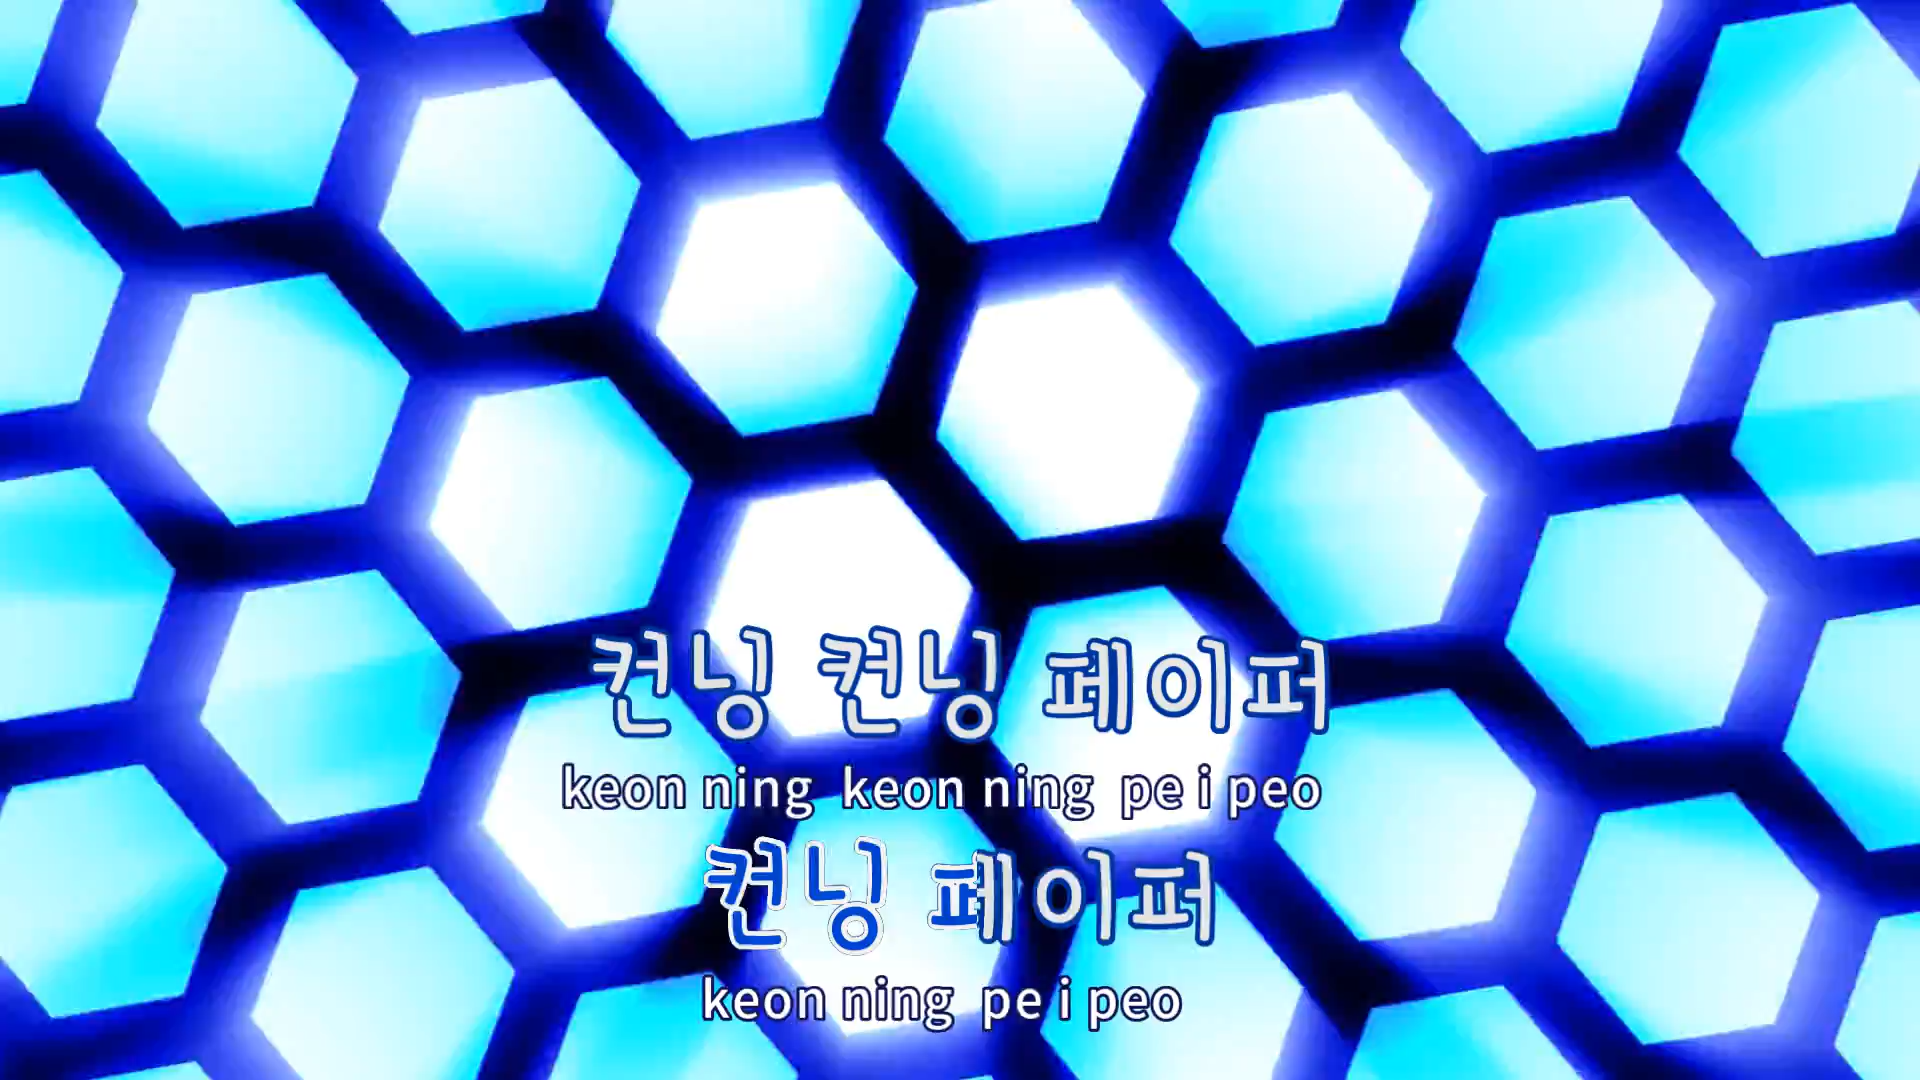 컨닝 컨닝 페이퍼
keon ning keon ning pe i peo
컨닝 페이퍼
keon ning pe i peo